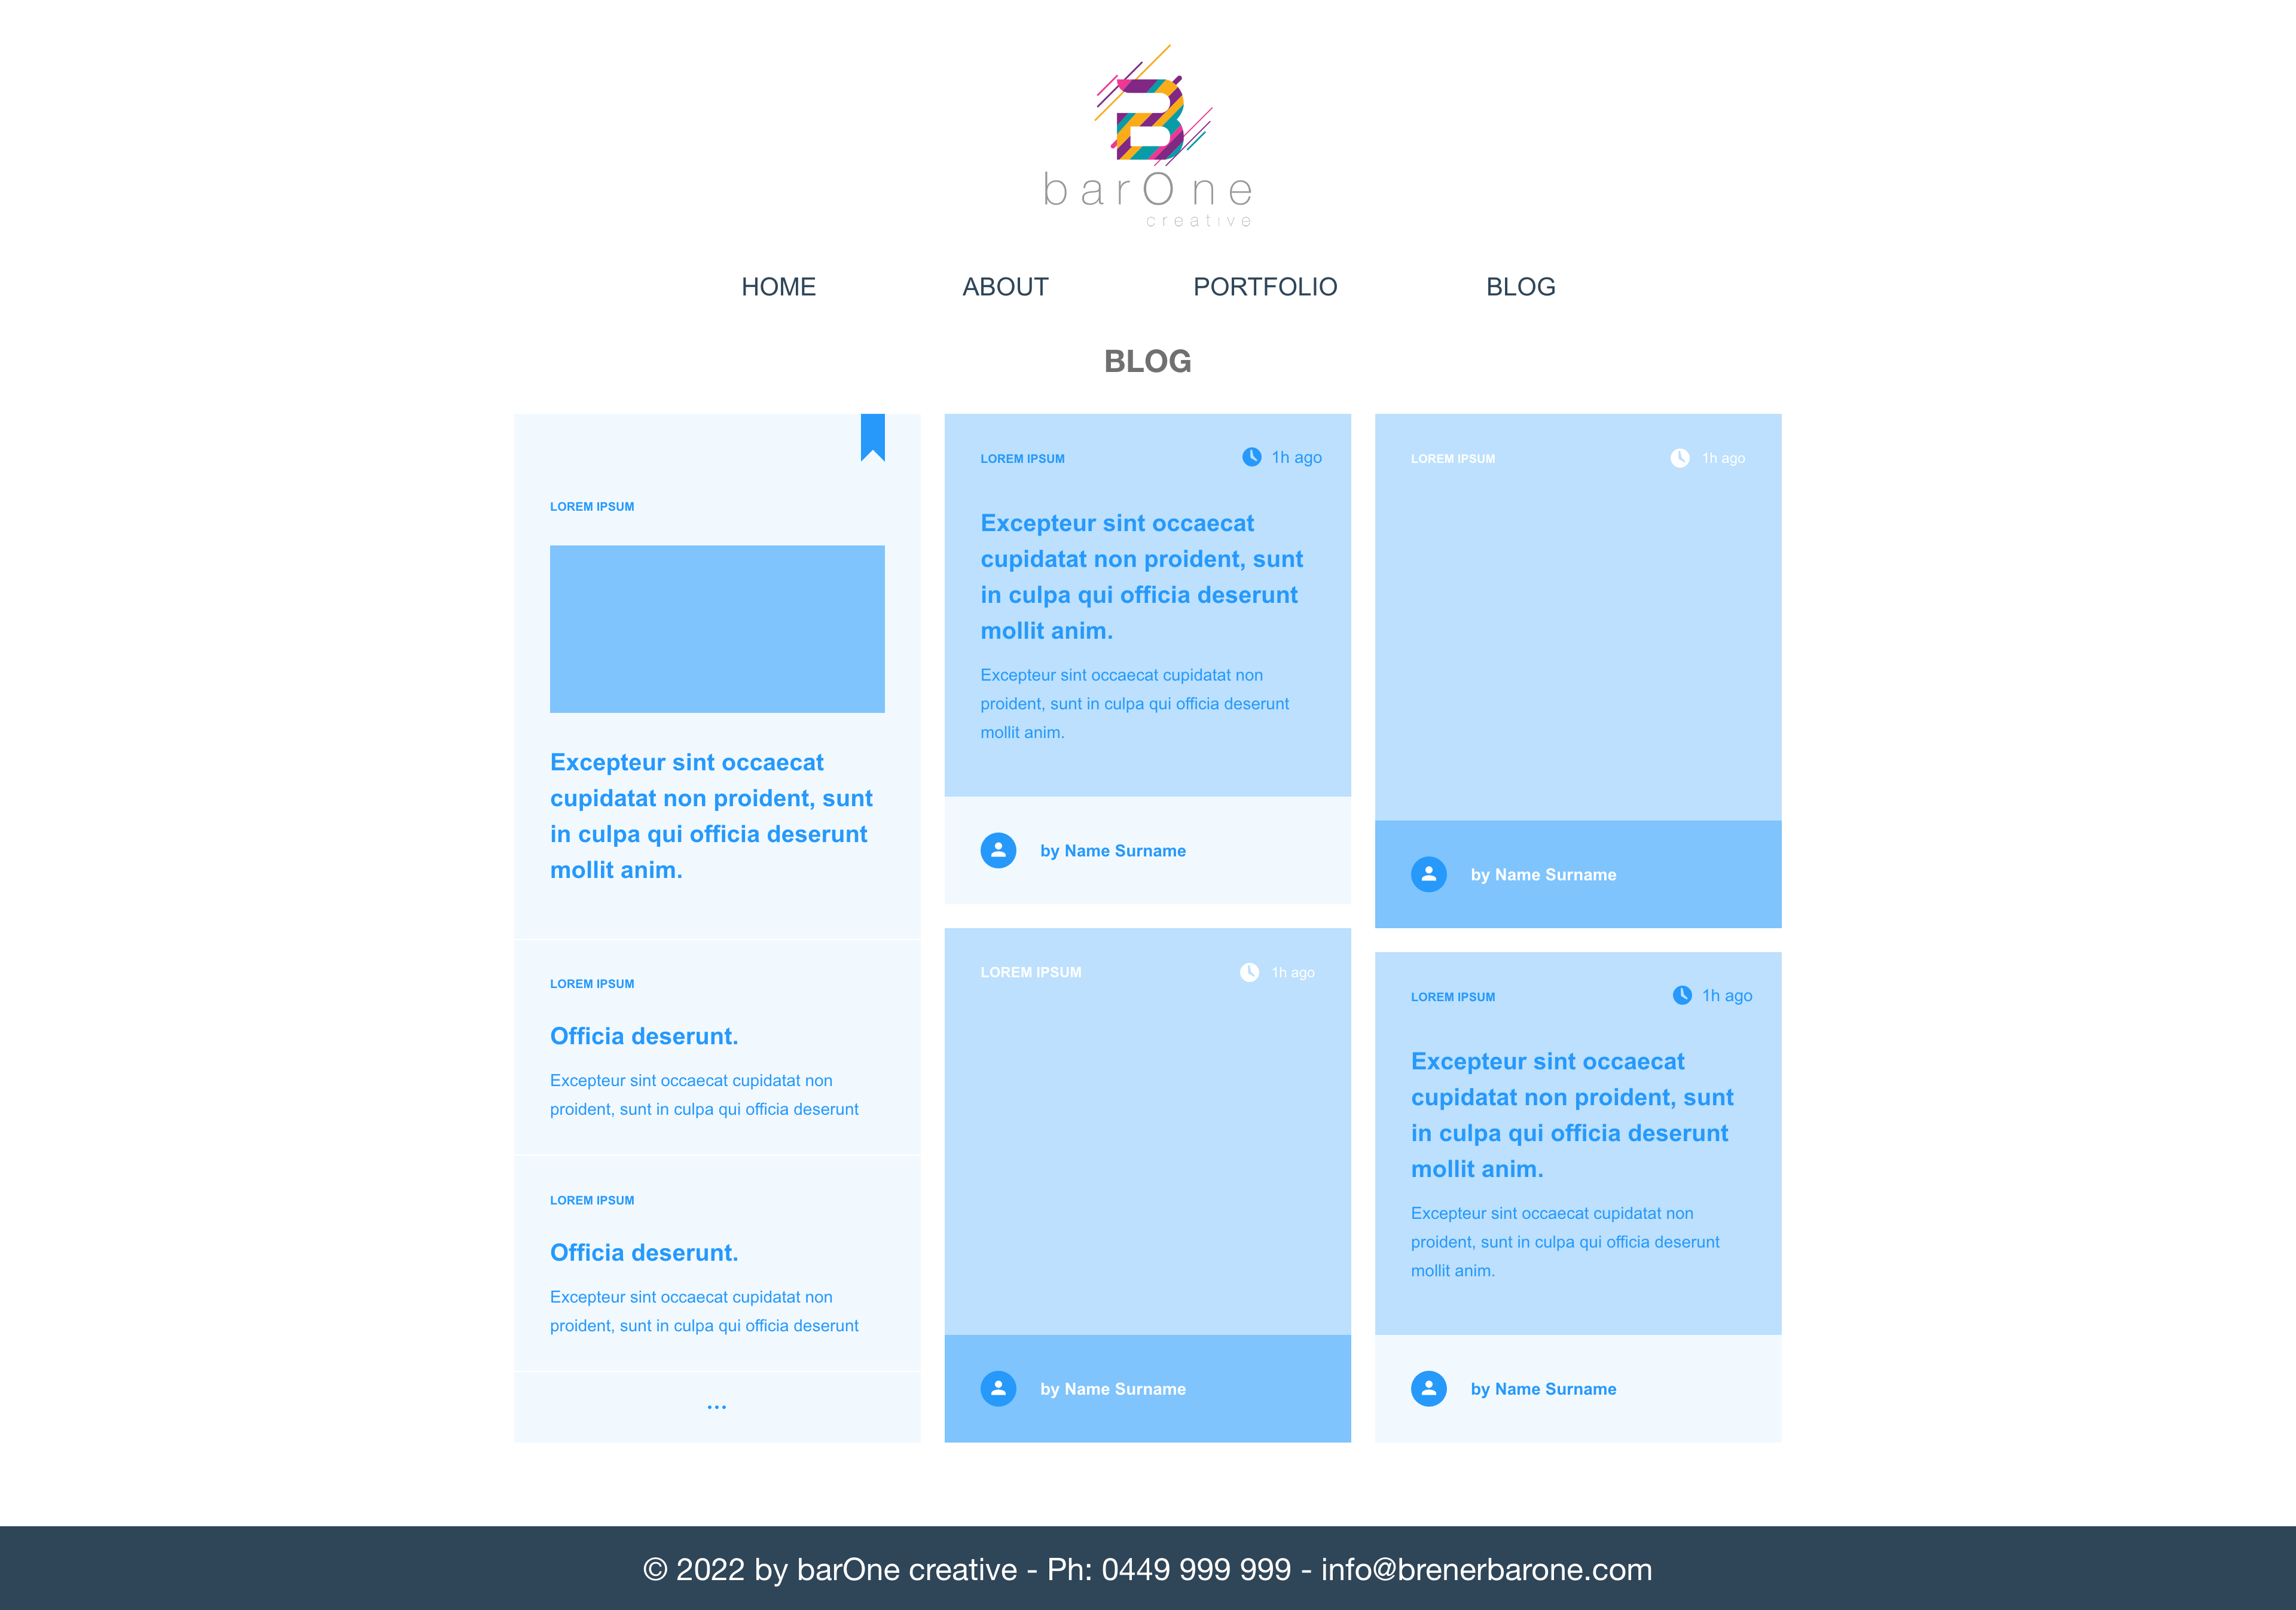 barOne
creative
HOME ABOUT PORTFOLIO BLOG
BLOG
LOREM IPSUM
Excepteur sint occaecat
cupidatat non proident, sunt
in culpa qui officia deserunt
mollit anim.
LOREM IPSUM
Officia deserunt.
Excepteur sint occaecat cupidatat non
proident, sunt in culpa qui officia deserunt
LOREM IPSUM
Officia deserunt.
Excepteur sint occaecat cupidatat non
proident, sunt in culpa qui officia deserunt
...
LOREM IPSUM 1h ago
Excepteur sint occaecat
cupidatat non proident, sunt
in culpa qui officia deserunt
mollit anim.
Excepteur sint occaecat cupidatat non
proident, sunt in culpa qui officia deserunt
mollit anim.
by Name Surname
LOREM IPSUM 1h ago
by Name Surname
LOREM IPSUM 1h ago
by Name Surname
LOREM IPSUM 1h ago
Excepteur sint occaecat
cupidatat non proident, sunt
in culpa qui officia deserunt
mollit anim.
Excepteur sint occaecat cupidatat non
proident, sunt in culpa qui officia deserunt
mollit anim.
by Name Surname
© 2022 by barOne creative - Ph: 0449 999 999 - info@brenerbarone.com